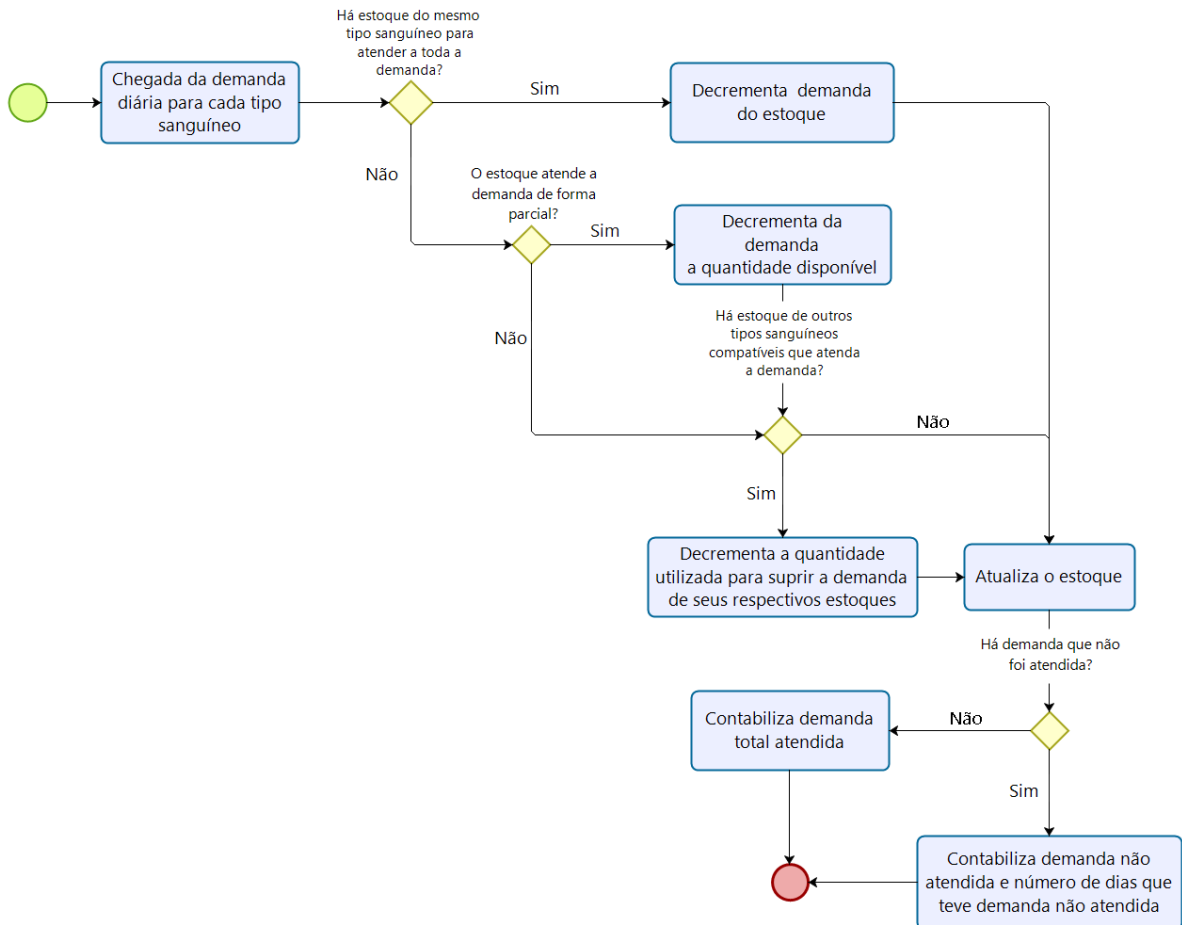 Há estoque do mesmo
tipo sanguíneo para
atender a toda a
demanda?
Chegada da demanda
diária para cada tipo
sanguíneo
Sim
Decrementa demanda
do estoque
Não
O estoque atende a
demanda de forma
parcial?
Sim
Decrementa da
demanda
a quantidade disponível
Não
Há estoque de outros
tipos sanguíneos
compatíveis que atenda
a demanda?
Não
Sim
Decrementa a quantidade
utilizada para suprir a demanda
de seus respectivos estoques
Atualiza o estoque
Há demanda que não
foi atendida?
Contabiliza demanda
total atendida
Não
Sim
Contabiliza demanda não
atendida e número de dias que
teve demanda não atendida